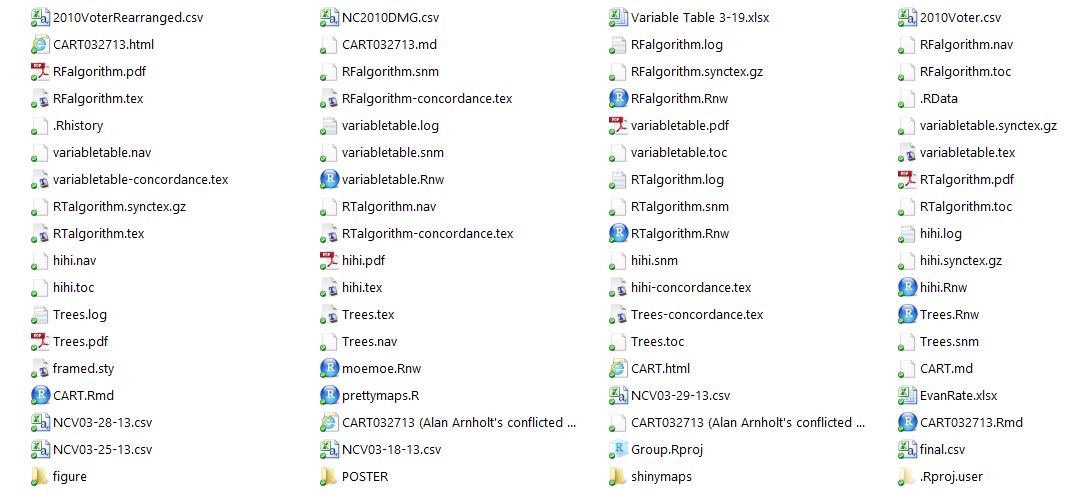 2010VoterRearranged.csv NC2010DMG.csv Variable Table 3-19.xlsx 2010Voter.csv
CART032713.html CART032713.md RFalgorithm.log RFalgorithm.nav
RFalgorithm.pdf RFalgorithm.snm RFalgorithm.synctex.gz RFalgorithm.toc
RFalgorithm.tex RFalgorithm-concordance.tex RFalgorithm.Rnw .RData
.Rhistory variabletable.log variabletable.pdf variabletable.synctex.gz
variabletable.nav variabletable.snm variabletable.toc variabletable.tex
variabletable-concordance.tex variabletable.Rnw RTalgorithm.log RTalgorithm.pdf
RTalgorithm.synctex.gz RTalgorithm.nav RTalgorithm.snm RTalgorithm.toc
RTalgorithm.tex RTalgorithm-concordance.tex RTalgorithm.Rnw hihi.log
hihi.nav hihi.pdf hihi.snm hihi.synctex.gz
hihi.toc hihi.tex hihi-concordance.tex hihi.Rnw
Trees.log Trees.tex Trees-concordance.tex Trees.Rnw
Trees.pdf Trees.nav Trees.toc Trees.snm
framed.sty moemoe.Rnw CART.html CART.md
CART.Rmd prettymaps.R NCV03-29-13.csv EvanRate.xlsx
NCV03-28-13.csv CART032713 (Alan Arnholt's conflicted ... CART032713 (Alan Arnholt's conflicted ... CART032713.Rmd
NCV03-25-13.csv NCV03-18-13.csv Group.Rproj final.csv
figure POSTER shinymaps .Rproj.user